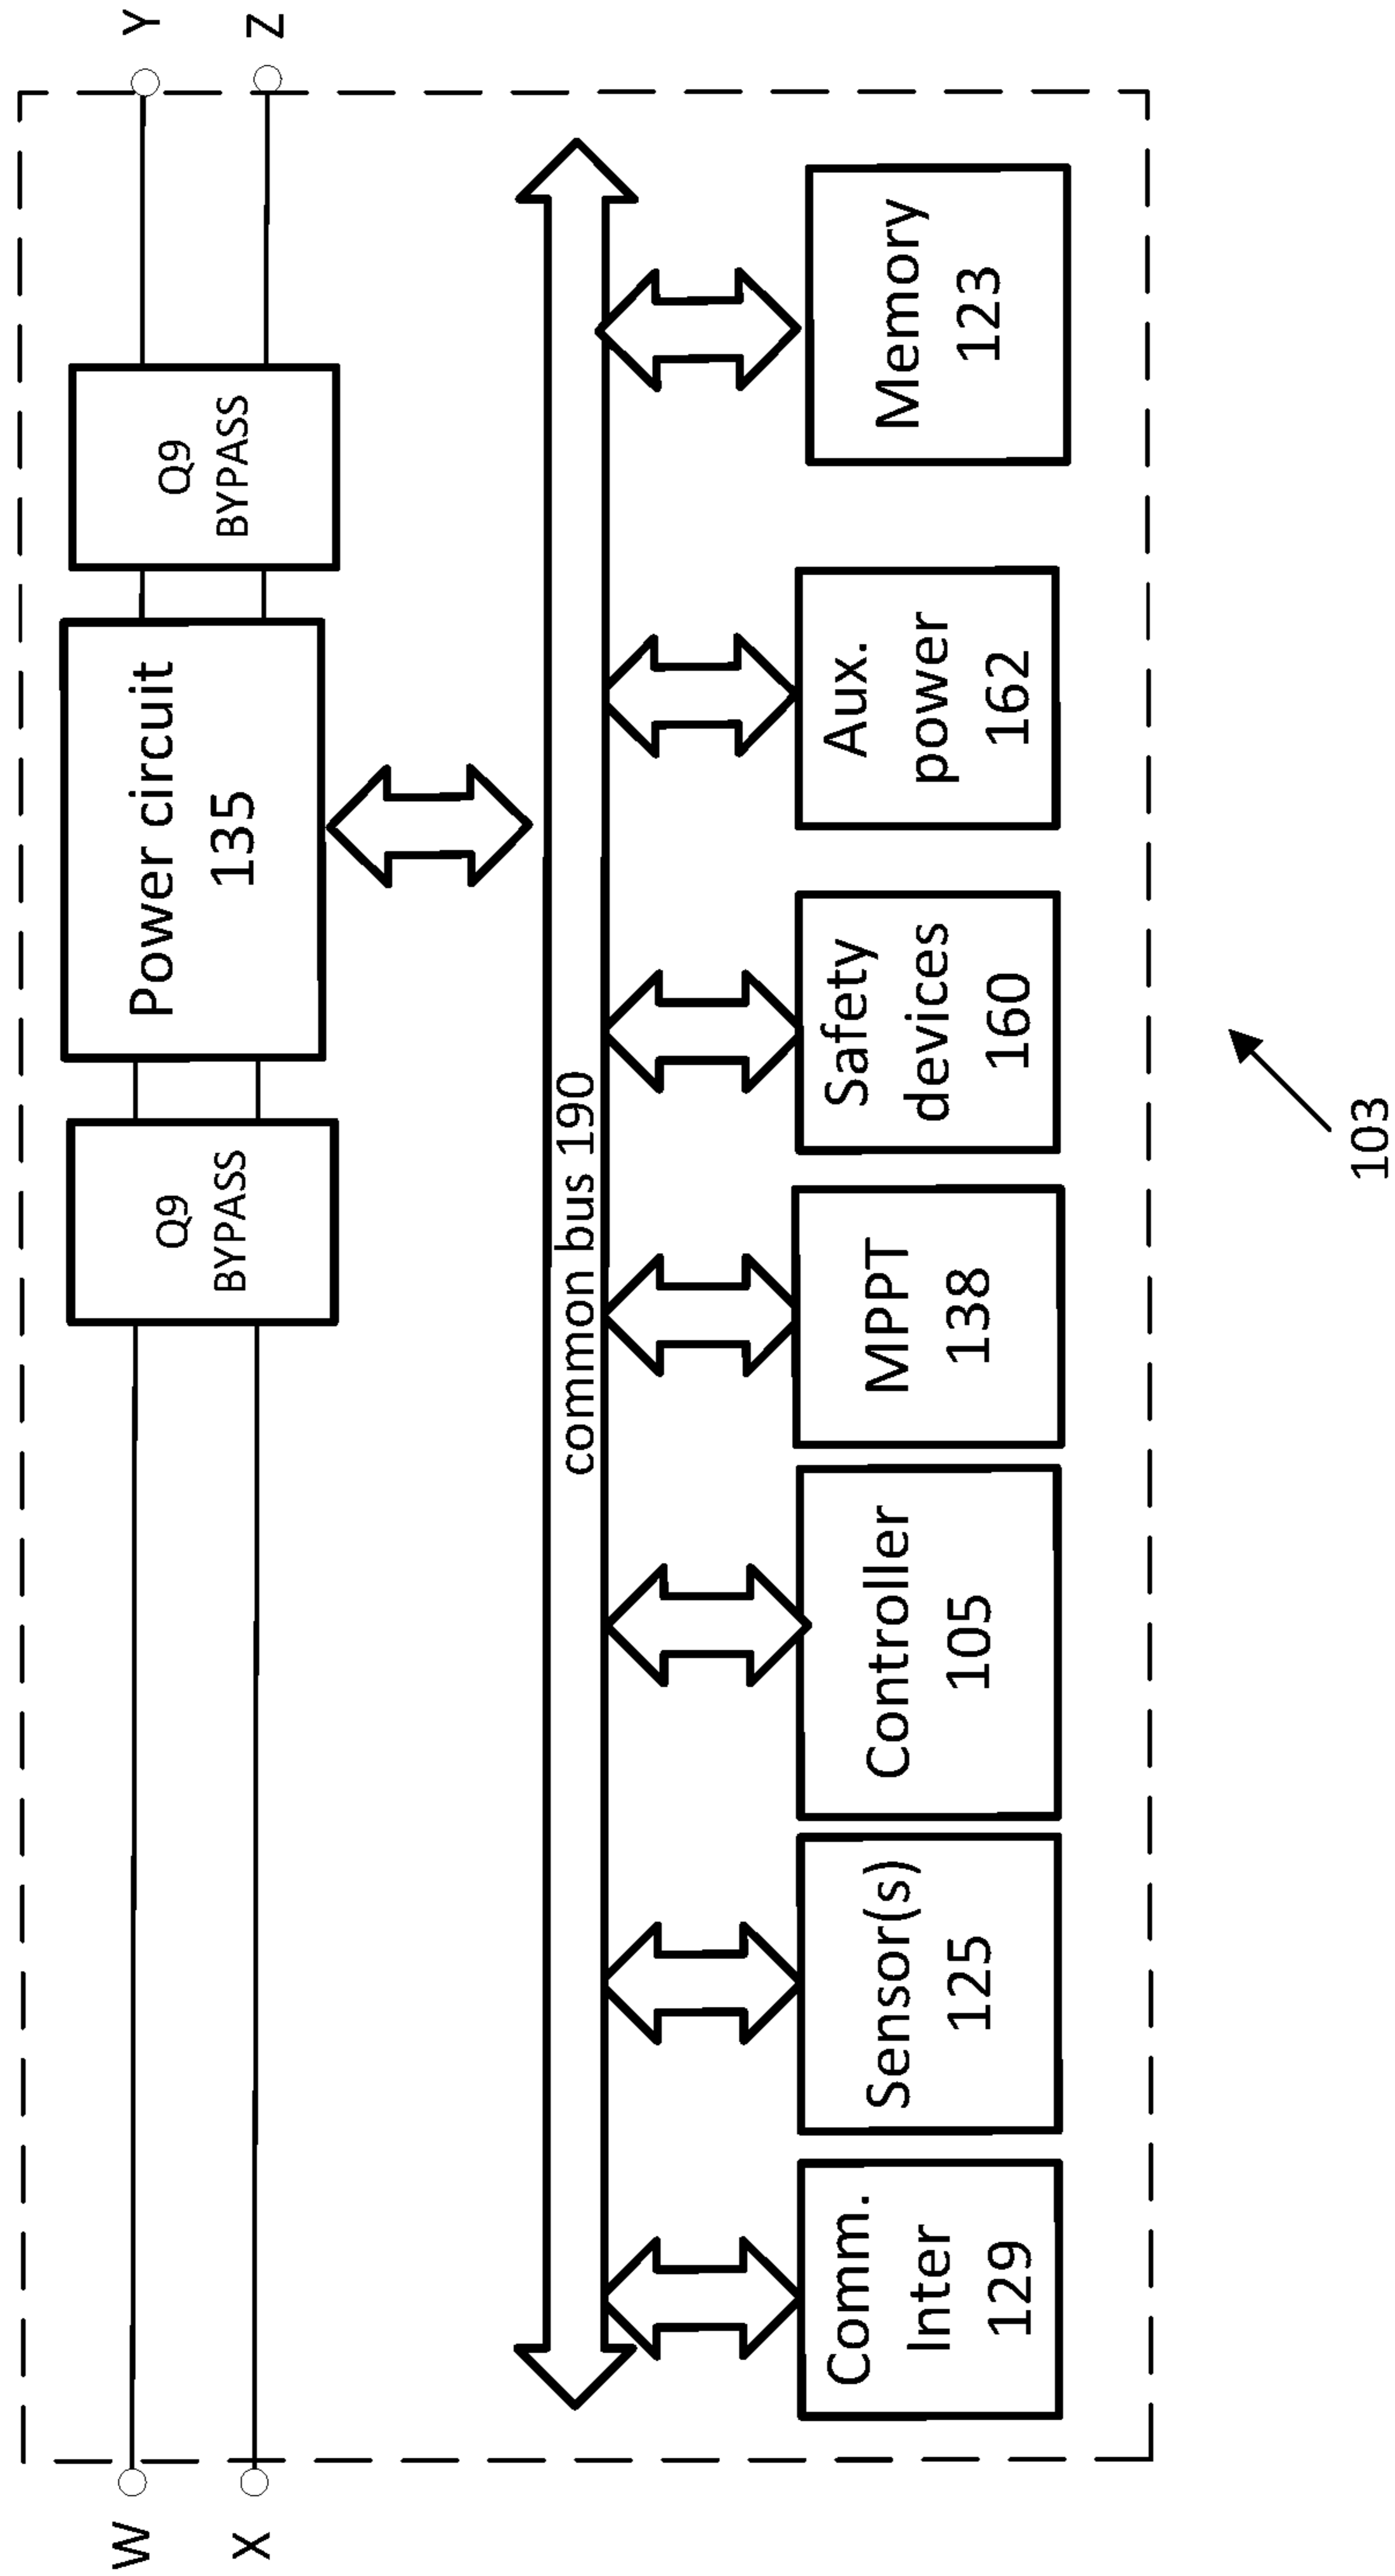 W
X
Q9
BYPASS
Power circuit
135
Q9
BYPASS
Y
Z
common bus 190
Comm.
Inter
129
Sensor(s)
125
Controller
105
MPPT
138
Safety
devices
160
Aux.
power
162
Memory
123
103